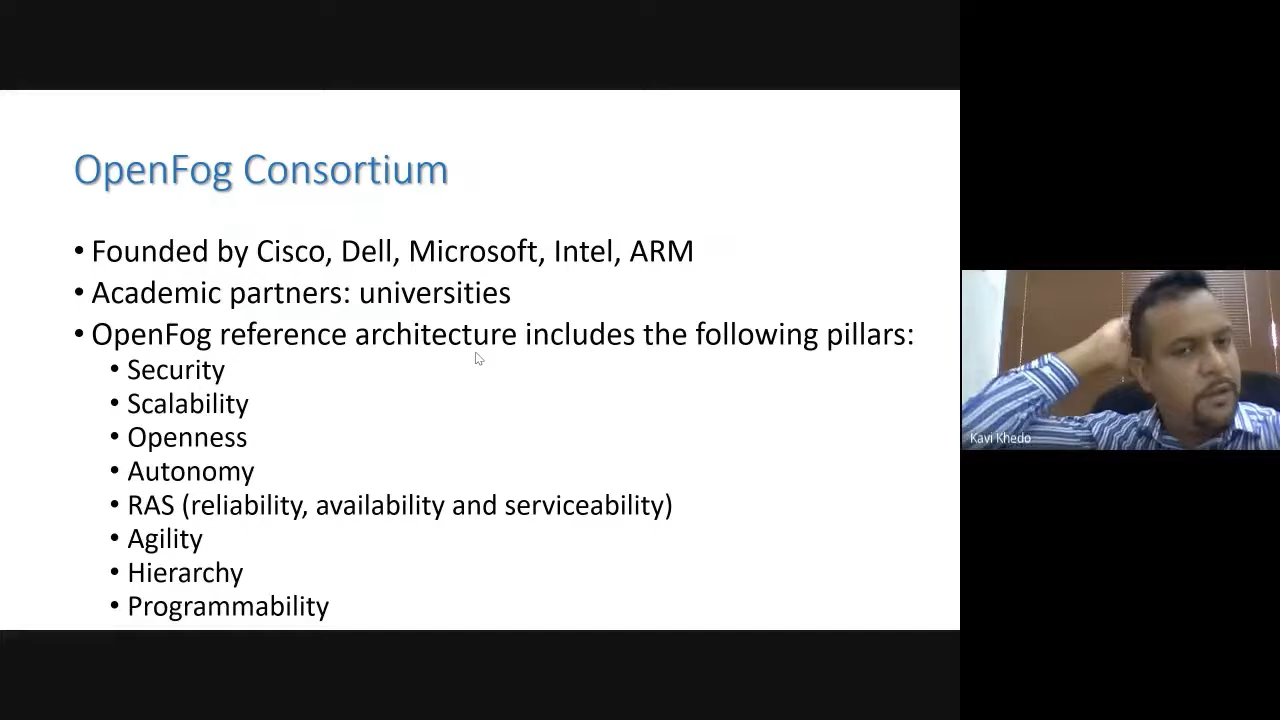 OpenFog Consortium
• Founded by Cisco, Dell, Microsoft, Intel, ARM
• Academic partners: universities
• OpenFog reference architecture includes the following pillars:
• Security
• Scalability
• Openness
• Autonomy
• RAS (reliability, availability and serviceability)
• Agility
• Hierarchy
• Programmability
Kavi Khedo